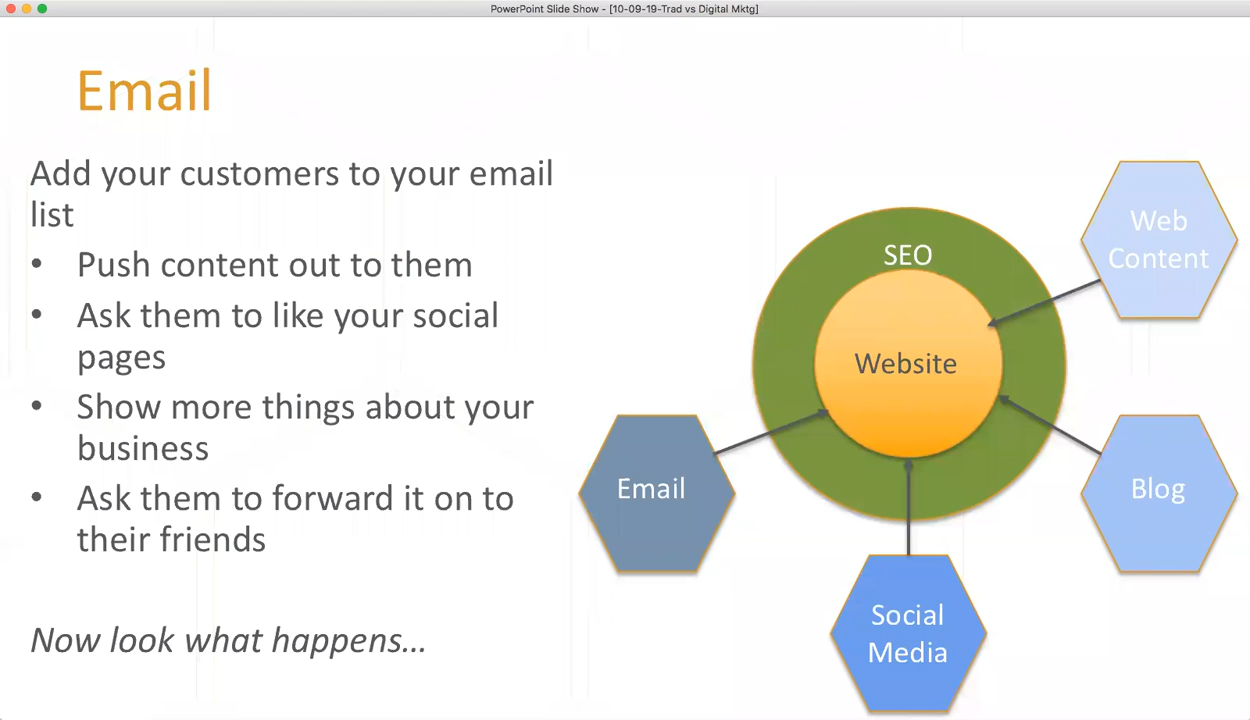 PowerPoint Slide Show - [10-09-19-Trad vs Digital Mktg]
Email
Add your customers to your email
list
• Push content out to them
• Ask them to like your social
pages
• Show more things about your
business
• Ask them to forward it on to
their friends
Now look what happens...
SEO
Website
Web
Content
Email
Blog
Social
Media